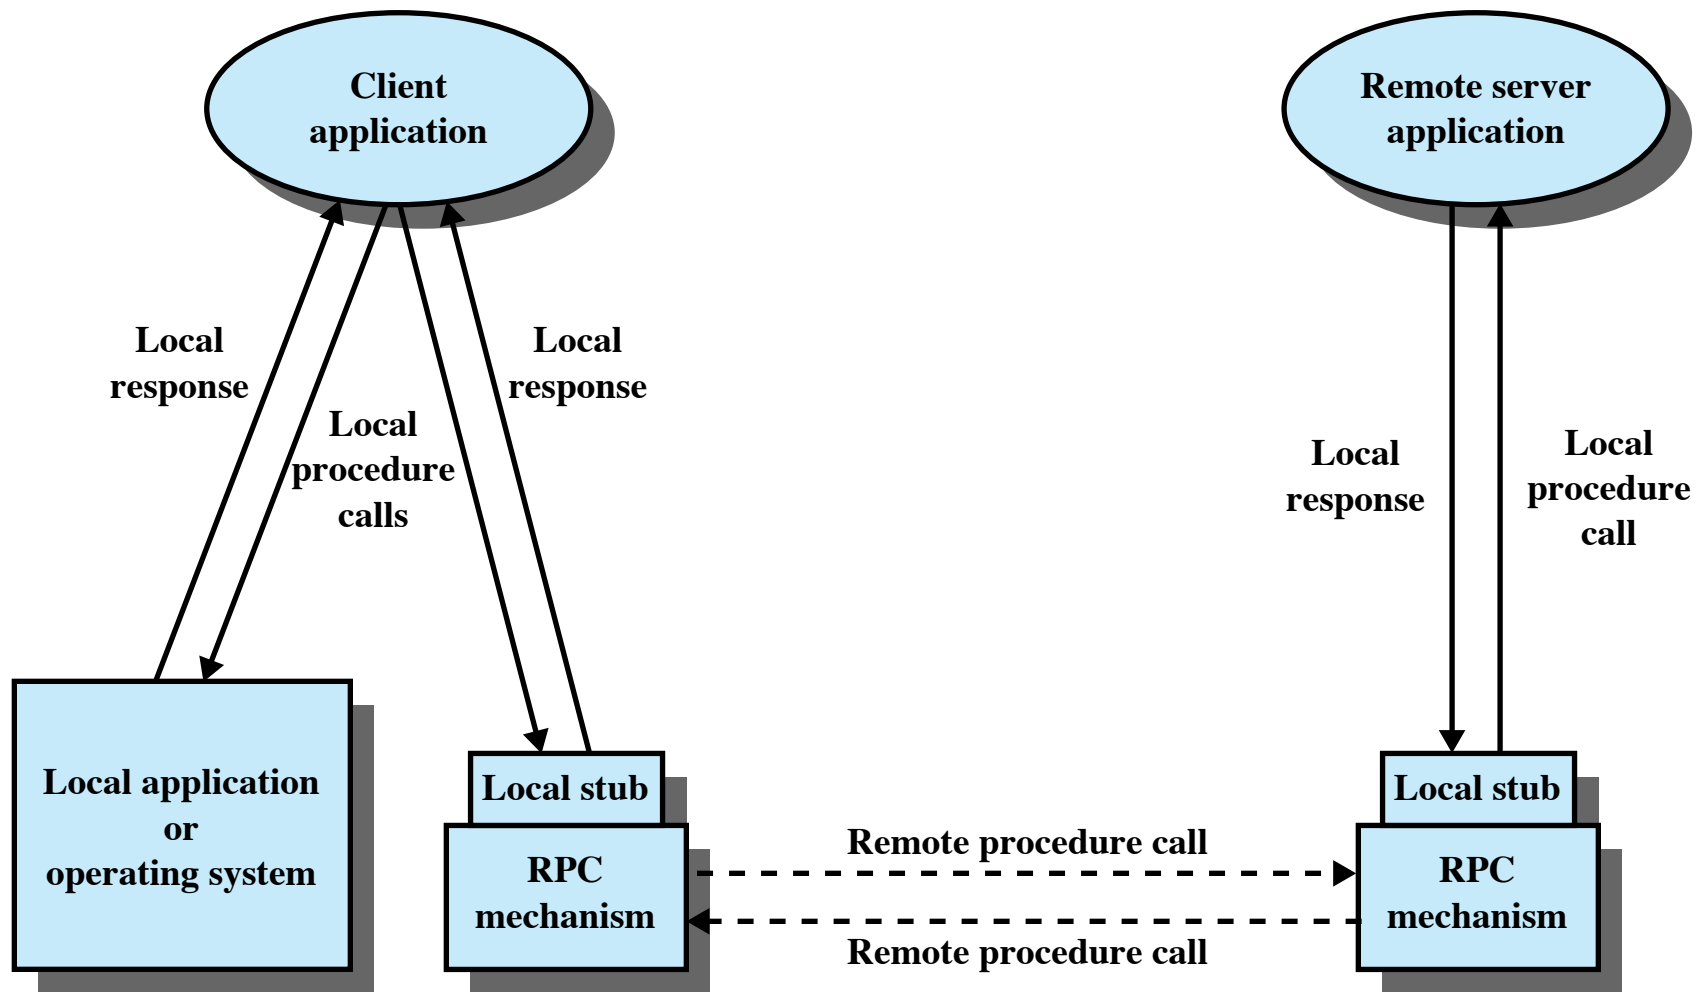 Client
application
Remote server
application
Local
response
Local
response
Local
procedure
calls
Local
response
Local
procedure
call
Local application
or
operating system
Local stub
RPC
mechanism
Remote procedure call
Remote procedure call
Local stub
RPC
mechanism